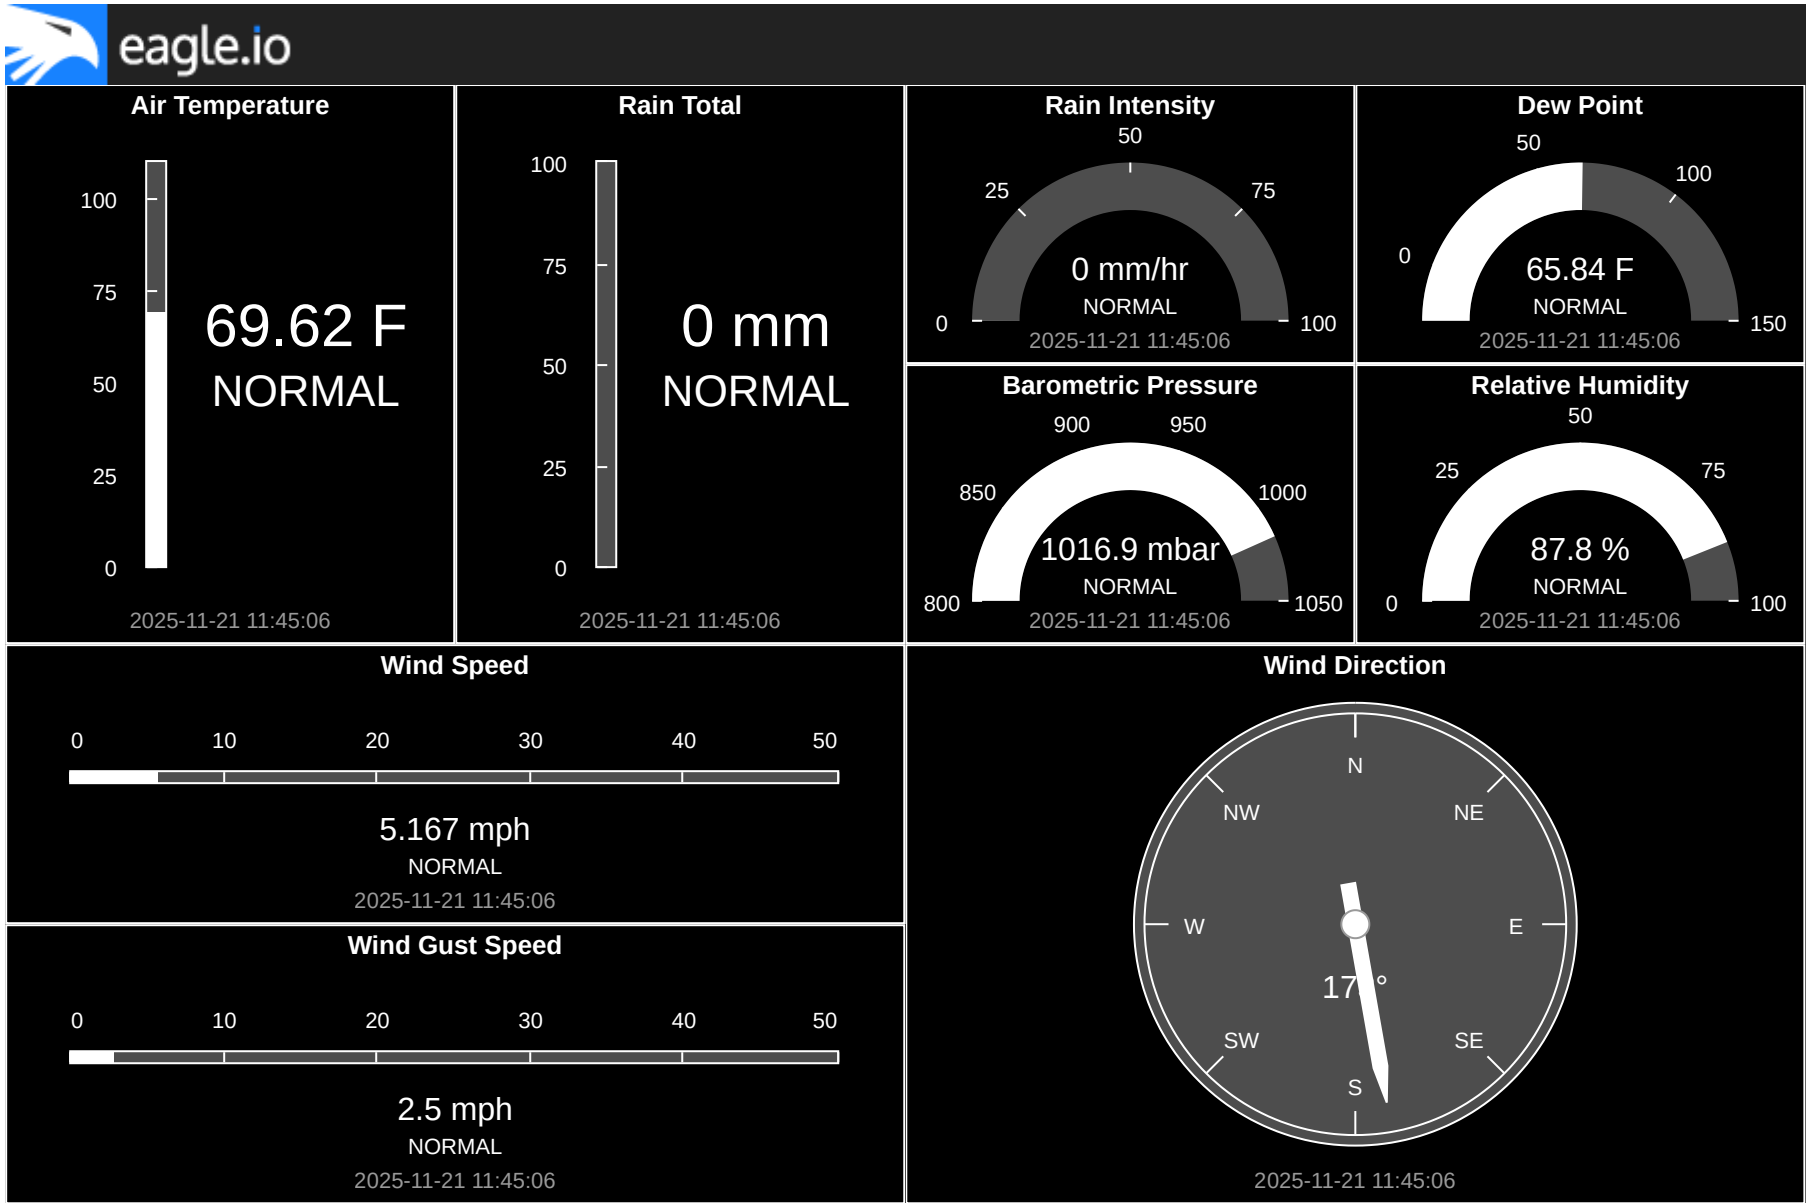 eagle.io
Air Temperature
100
75
50
25
0
69.62 F
NORMAL
2025-11-21 11:45:06
Rain Total
100
75
50
25
0
0 mm
NORMAL
2025-11-21 11:45:06
Rain Intensity
0
25
50
75
100
0 mm/hr
NORMAL
2025-11-21 11:45:06
Dew Point
0
50
100
150
65.84 F
NORMAL
2025-11-21 11:45:06
Barometric Pressure
800
850
900
950
1000
1050
1016.9 mbar
NORMAL
2025-11-21 11:45:06
Relative Humidity
0
25
50
75
100
87.8 %
NORMAL
2025-11-21 11:45:06
Wind Speed
0 10 20 30 40 50
5.167 mph
NORMAL
2025-11-21 11:45:06
Wind Gust Speed
0 10 20 30 40 50
2.5 mph
NORMAL
2025-11-21 11:45:06
Wind Direction
N
NW NE
W E
SW SE
S
2025-11-21 11:45:06